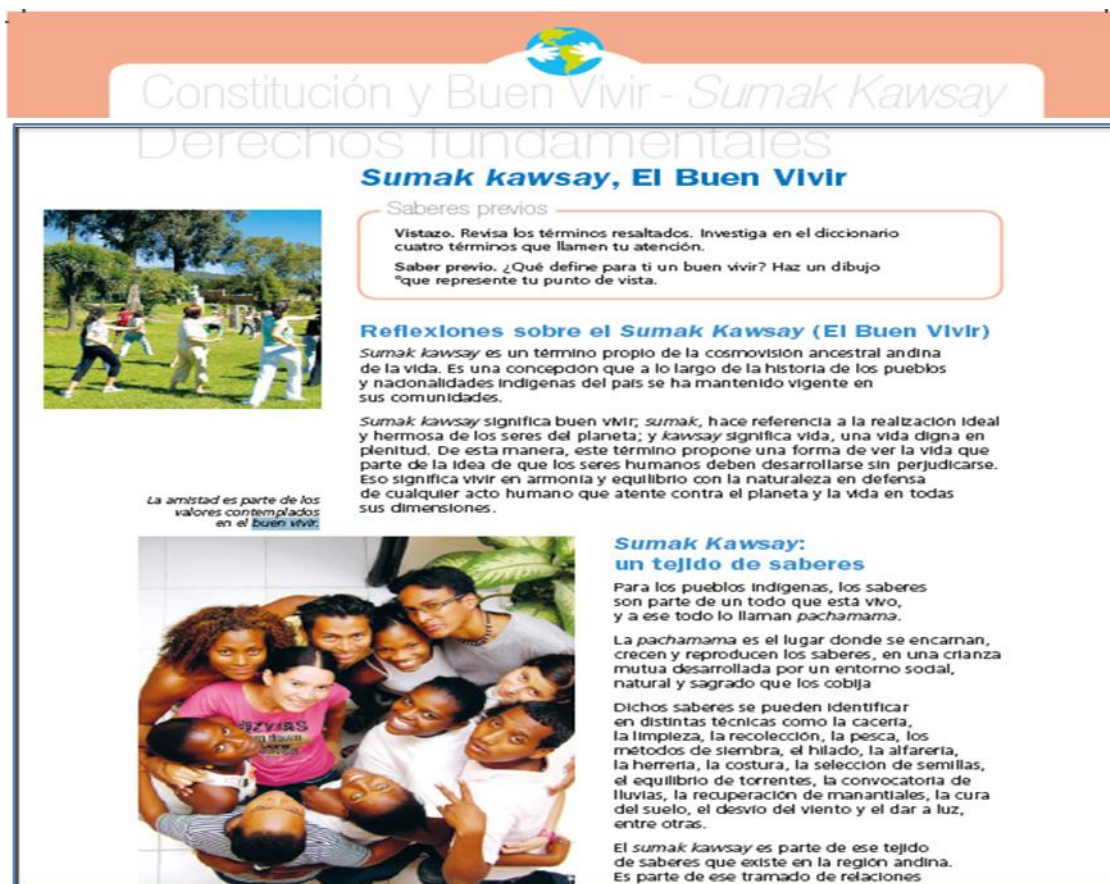 Constitución y Buen Vivir - Sumak Kawsay
Derechos fundamentales
Sumak kawsay, El Buen Vivir
Saberes previos
Vistazo. Revisa los términos resaltados. Investiga en el diccionario
cuatro términos que llamen tu atención.
Saber previo. ¿Qué define para ti un buen vivir? Haz un dibujo
°que represente tu punto de vista.
Reflexiones sobre el Sumak Kawsay (El Buen Vivir)
Sumak kawsay es un término propio de la cosmovisión ancestral andina
de la vida. Es una concepción que a lo largo de la historia de los pueblos
y nacionalidades indígenas del país se ha mantenido vigente en
sus comunidades.
Sumak kawsay significa buen vivir; sumak, hace referencia a la realización ideal
y hermosa de los seres del planeta; y kawsay significa vida, una vida digna en
plenitud. De esta manera, este término propone una forma de ver la vida que
parte de la idea de que los seres humanos deben desarrollarse sin perjudicarse.
Eso significa vivir en armonía y equilibrio con la naturaleza en defensa
de cualquier acto humano que atente contra el planeta y la vida en todas
sus dimensiones.
La amistad es parte de los
valores contemplados
en el buen vivir.
Sumak Kawsay:
un tejido de saberes
Para los pueblos indígenas, los saberes
son parte de un todo que está vivo,
y a ese todo lo llaman pachamama.
La pachamama es el lugar donde se encarnan,
crecen y reproducen los saberes, en una crianza
mutua desarrollada por un entorno social,
natural y sagrado que los cobija
Dichos saberes se pueden identificar
en distintas técnicas como la cacería,
la limpieza, la recolección, la pesca, los
métodos de siembra, el hilado, la alfarería,
la herrería, la costura, la selección de semillas,
el equilibrio de torrentes, la convocatoria de
lluvias, la recuperación de manantiales, la cura
del suelo, el desvío del viento y el dar a luz,
entre otras.
El sumak kawsay es parte de ese tejido
de saberes que existe en la región andina.
Es parte de ese tramado de relaciones